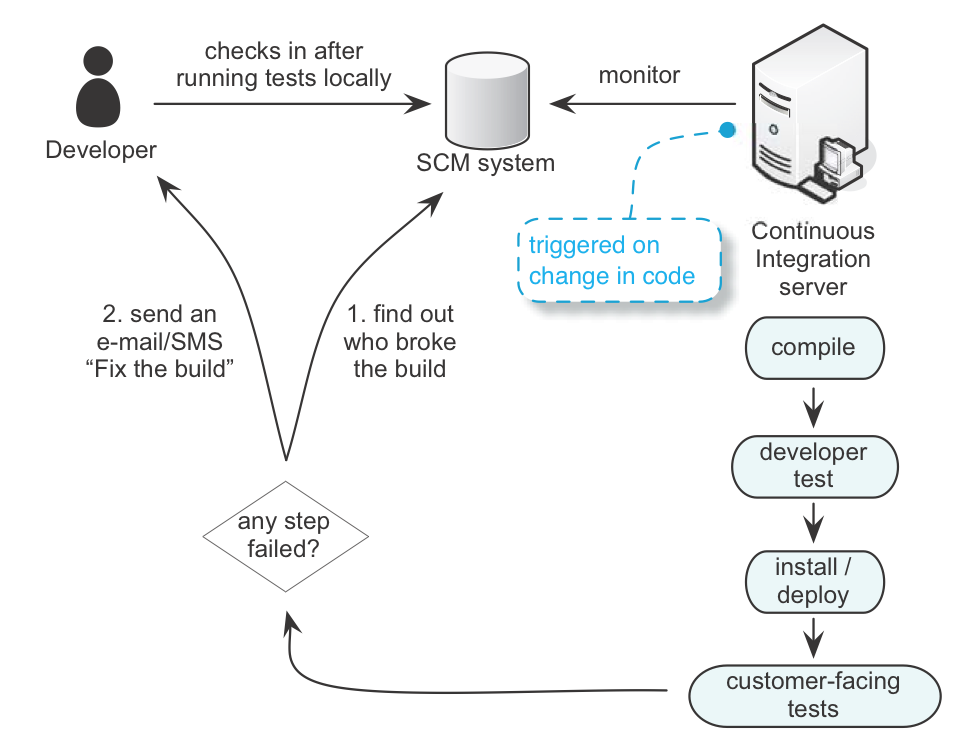 checks in after
running tests locally
monitor
Developer
SCM system
triggered on
change in code
Continuous
Integration
server
2. send an
e-mail/SMS
“Fix the build”
1. find out
who broke
the build
compile
developer
test
any step
failed?
install /
deploy
customer-facing
tests